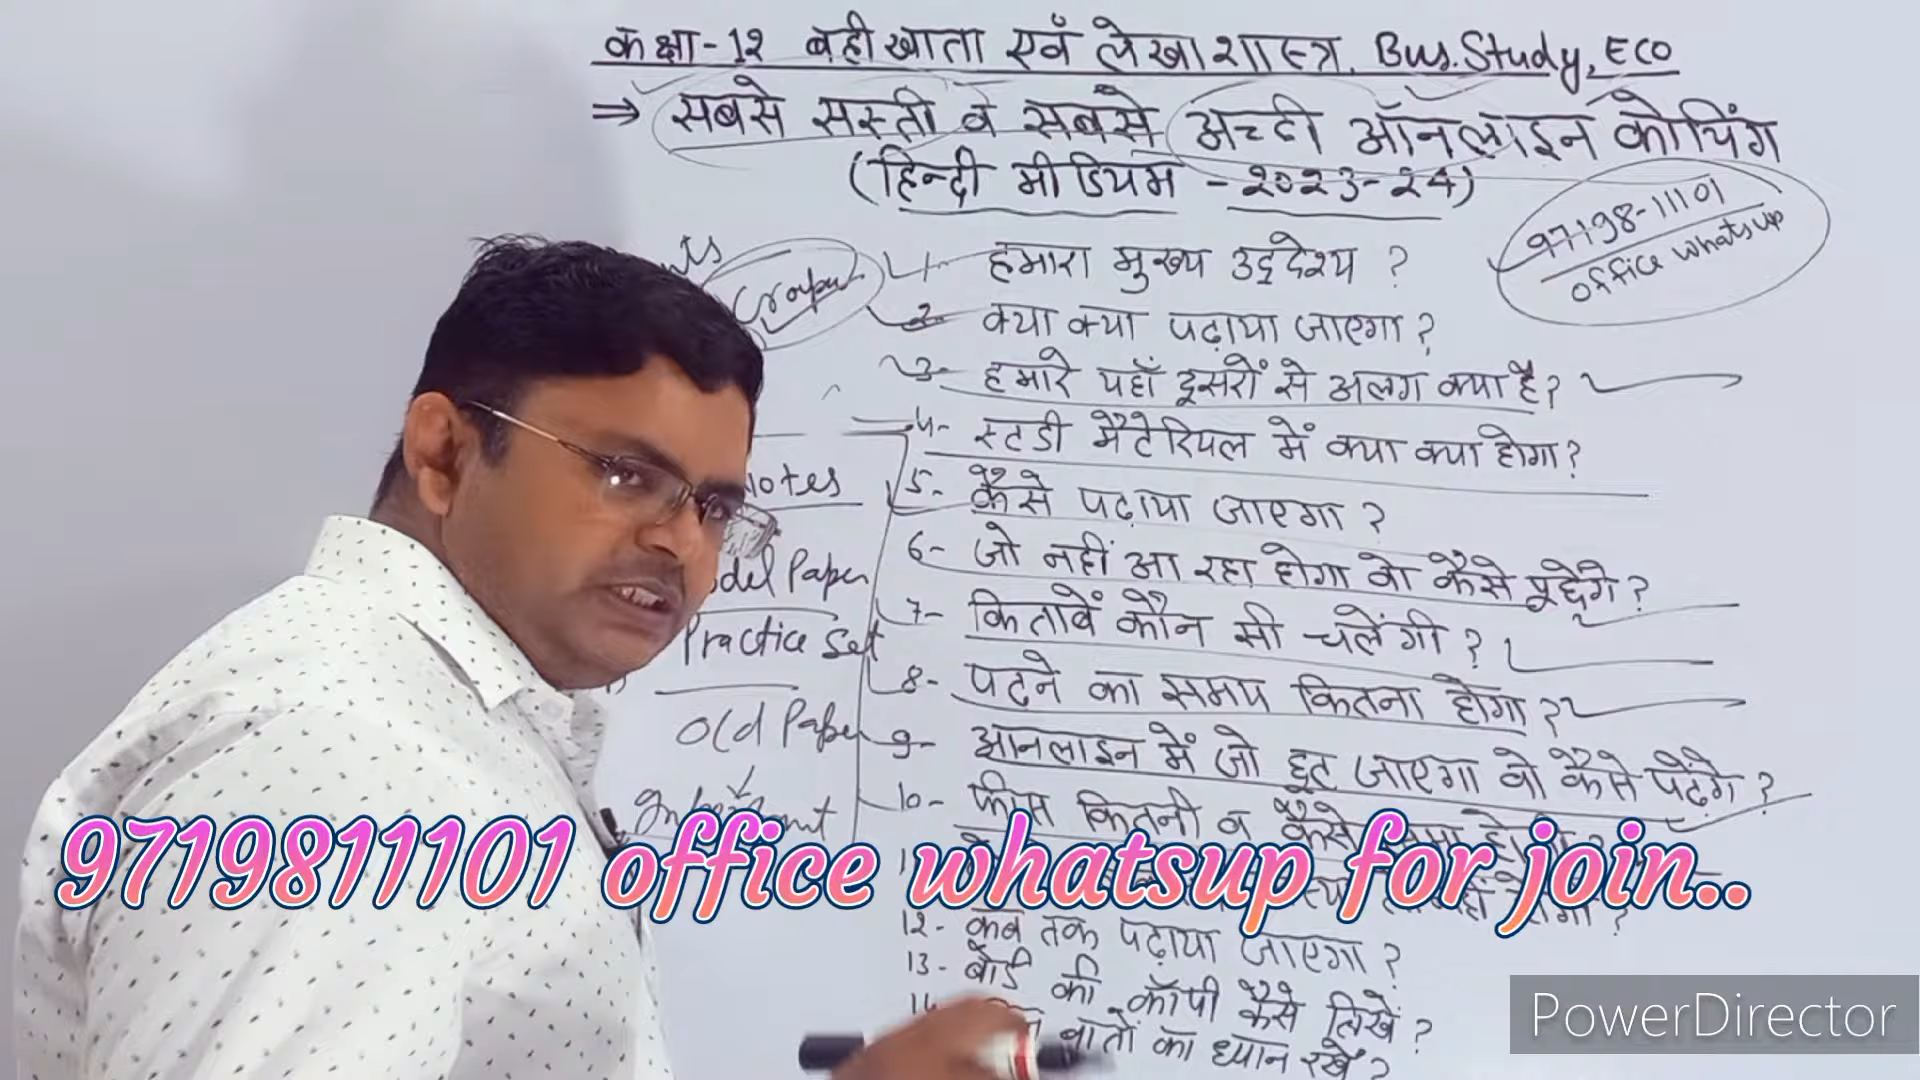 कक्षा-12 बहीखाता एवं लेखाशास्त्र, Bus.Study, ECO
⇒ सबसे सस्ती व सबसे अच्छी ऑनलाइन कोचिंग
(हिन्दी मीडियम - 2023-24)
97198-11101
office whatsup
1- हमारा मुख्य उद्देश्य ?
2- क्या क्या पढ़ाया जाएगा ?
3- हमारे यहाँ दूसरों से अलग क्या है ?
4- स्टडी मैटेरियल में क्या क्या होगा ?
5- कैसे पढ़ाया जाएगा ?
6- जो नहीं आ रहा होगा वो कैसे पूछेंगे ?
7- किताबें कौन सी चलेंगी ?
8- पढने का समय कितना होगा ?
9- ऑनलाइन में जो छूट जाएगा वो कैसे पढेंगे ?
10- फीस कितनी व कैसे जमा होगी ?
12- कब तक पढ़ाया जाएगा ?
13- बोर्ड की कॉपी कैसे लिखें ?
बातों का ध्यान रखें ?
Group
Notes
Model Paper
Practice Set
Old Paper
9719811101 office whatsup for join..
PowerDirector